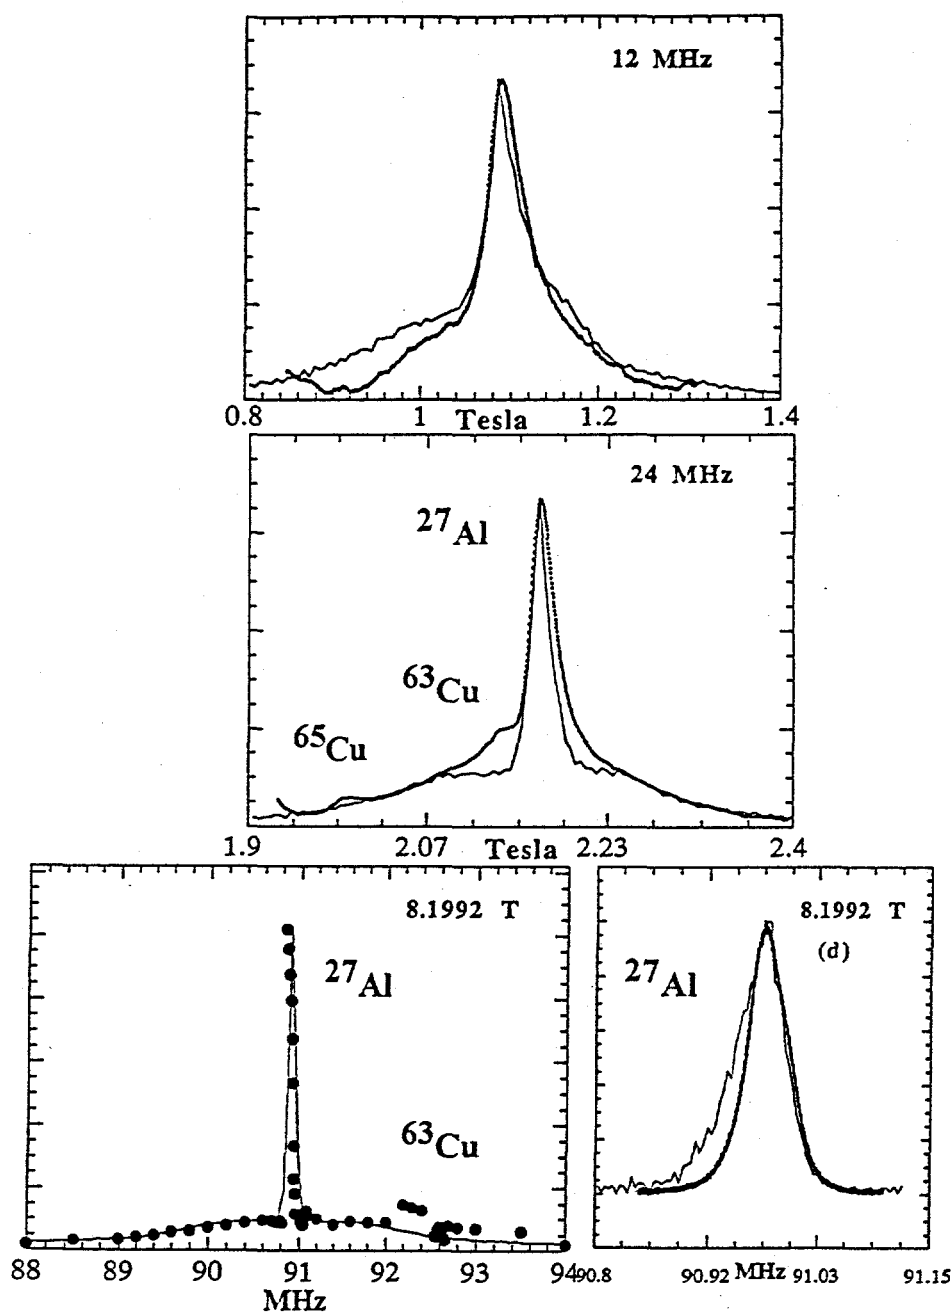 12 MHz
0.8 1 Tesla 1.2 1.4
24 MHz
27Al
63Cu
65Cu
1.9 2.07 Tesla 2.23 2.4
8.1992 T
27Al
63Cu
88 89 90 91 92 93 94
MHz
8.1992 T
(d)
27Al
90.8 90.92 MHz 91.03 91.15